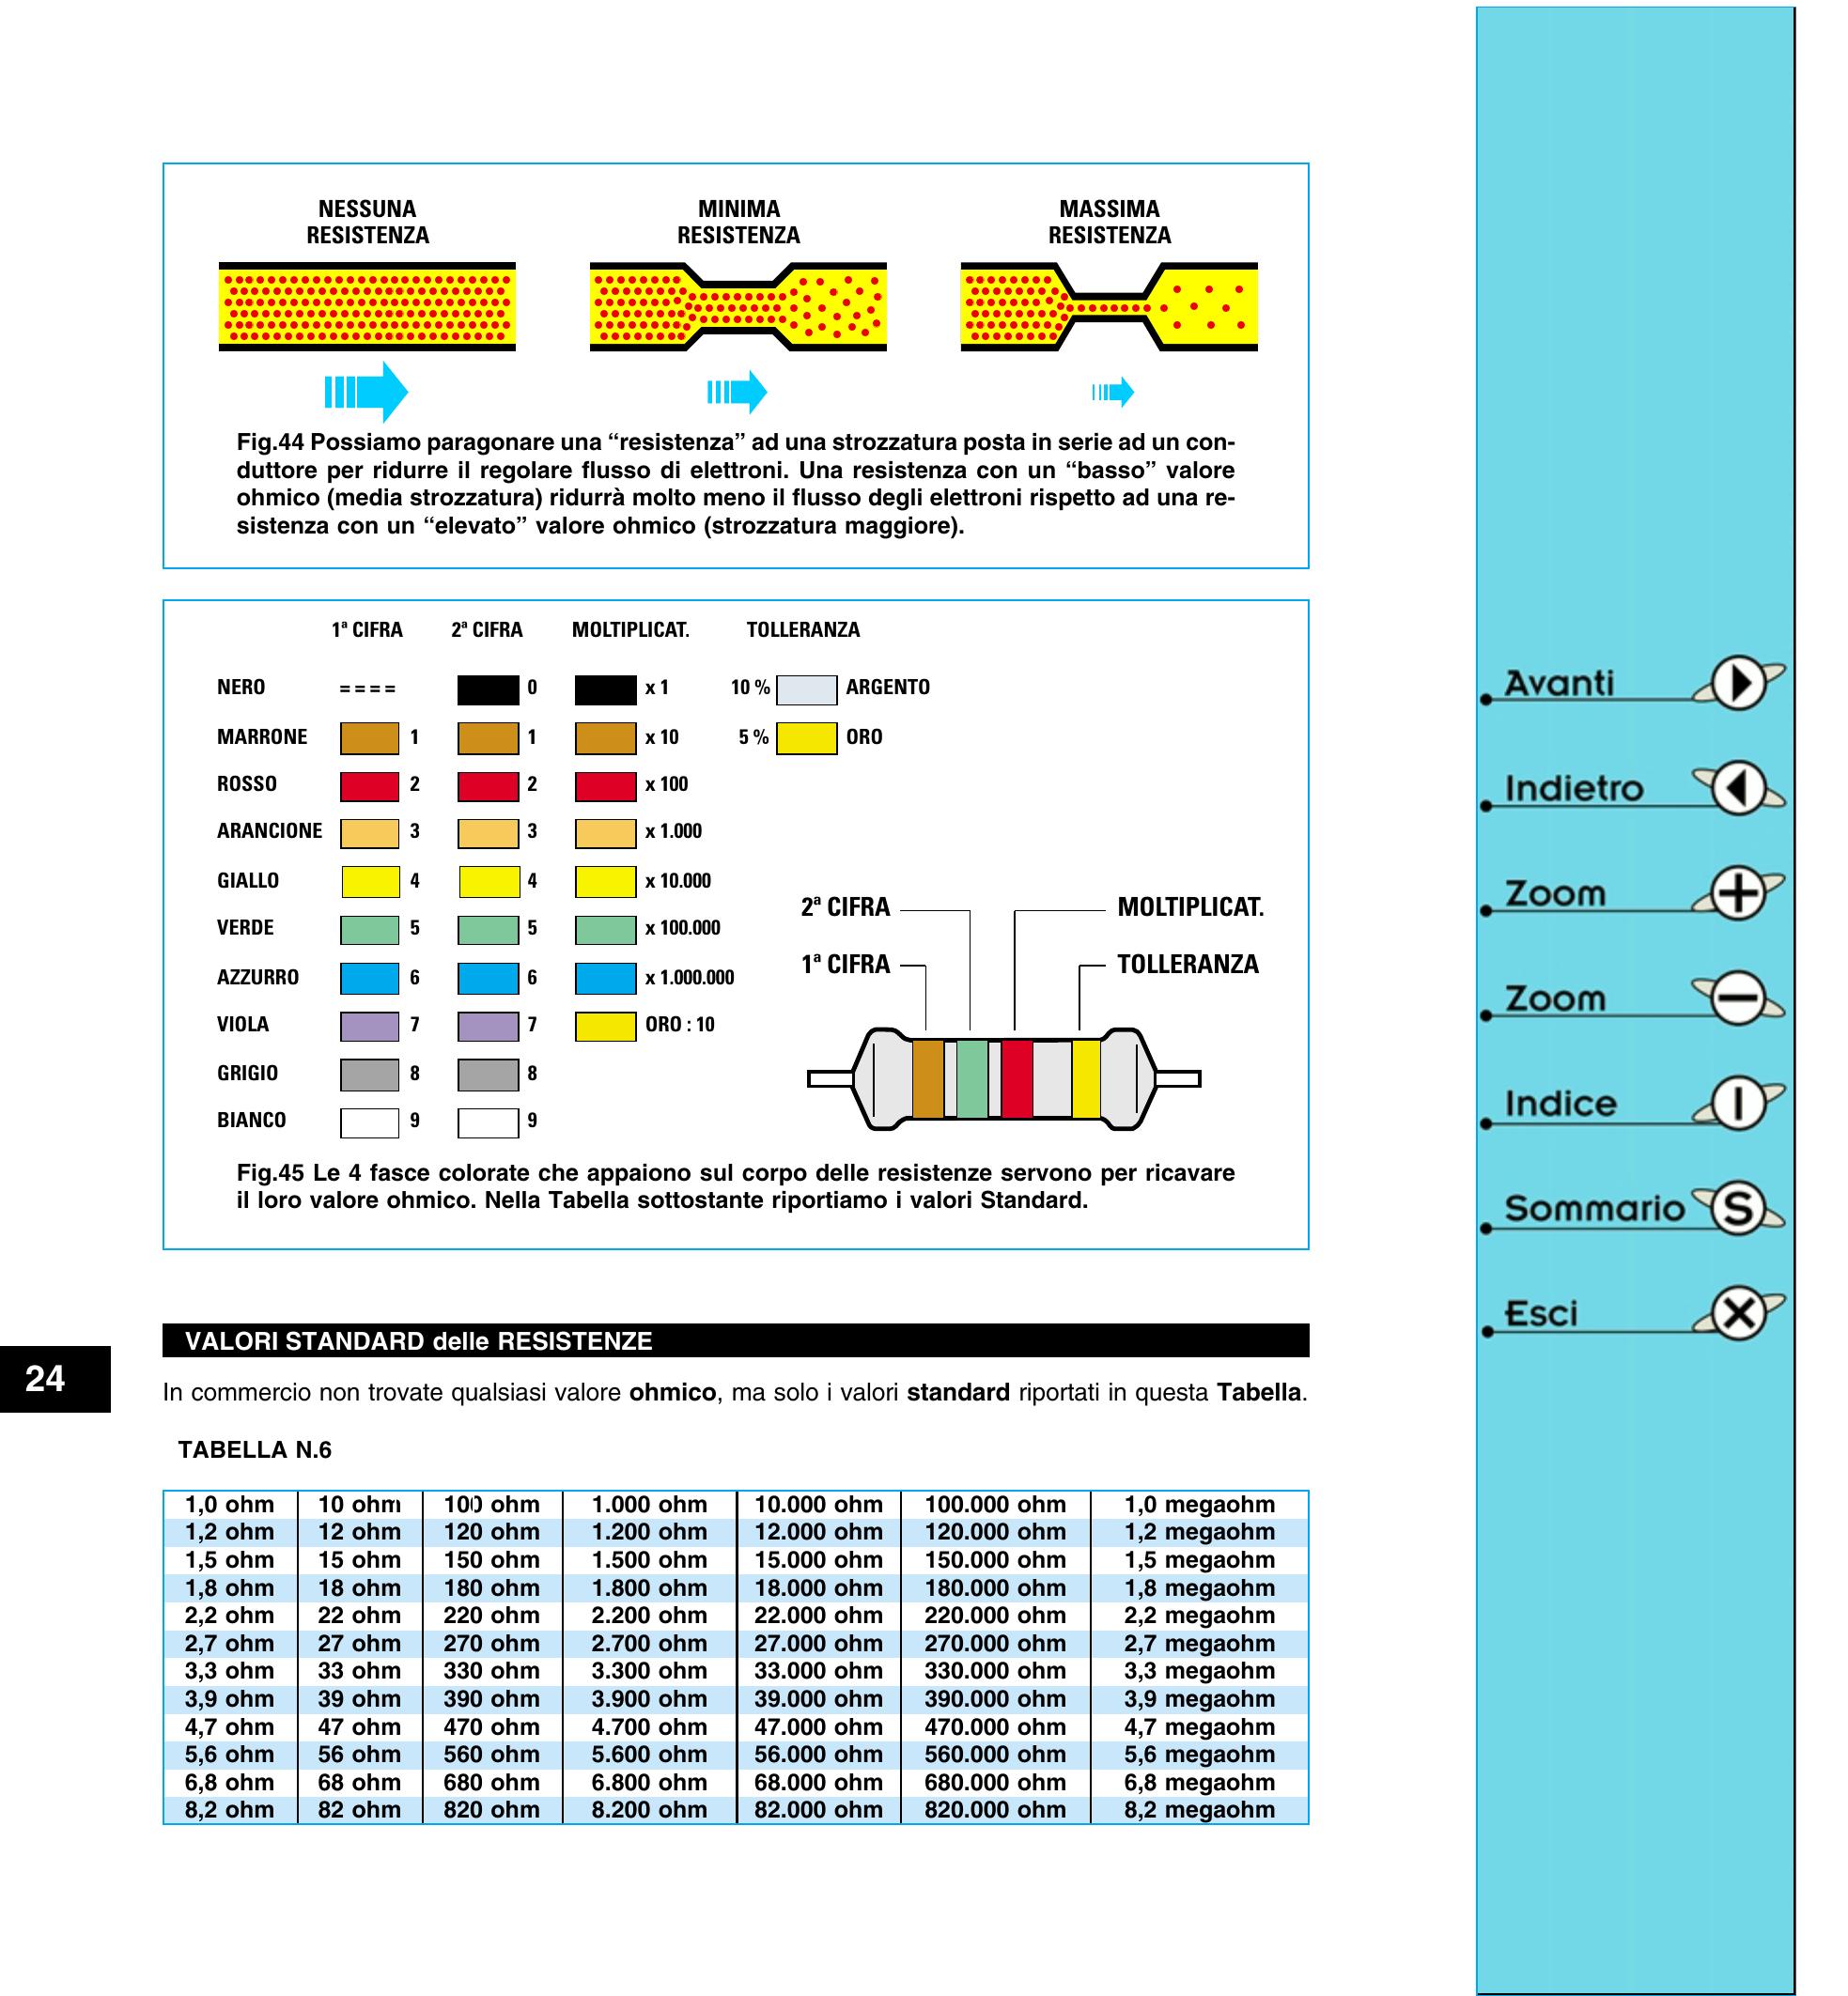 NESSUNA
RESISTENZA
MINIMA
RESISTENZA
MASSIMA
RESISTENZA
Fig.44 Possiamo paragonare una “resistenza” ad una strozzatura posta in serie ad un con-
duttore per ridurre il regolare flusso di elettroni. Una resistenza con un “basso” valore
ohmico (media strozzatura) ridurrà molto meno il flusso degli elettroni rispetto ad una re-
sistenza con un “elevato” valore ohmico (strozzatura maggiore).
1ª CIFRA 2ª CIFRA MOLTIPLICAT. TOLLERANZA
NERO ==== 0 x 1 10 % ARGENTO
MARRONE 1 1 x 10 5 % ORO
ROSSO 2 2 x 100
ARANCIONE 3 3 x 1.000
GIALLO 4 4 x 10.000
VERDE 5 5 x 100.000
AZZURRO 6 6 x 1.000.000
VIOLA 7 7 ORO : 10
GRIGIO 8 8
BIANCO 9 9
2ª CIFRA MOLTIPLICAT.
1ª CIFRA TOLLERANZA
Fig.45 Le 4 fasce colorate che appaiono sul corpo delle resistenze servono per ricavare
il loro valore ohmico. Nella Tabella sottostante riportiamo i valori Standard.
VALORI STANDARD delle RESISTENZE
24
In commercio non trovate qualsiasi valore ohmico, ma solo i valori standard riportati in questa Tabella.
TABELLA N.6
1,0 ohm 10 ohm 100 ohm 1.000 ohm 10.000 ohm 100.000 ohm 1,0 megaohm
1,2 ohm 12 ohm 120 ohm 1.200 ohm 12.000 ohm 120.000 ohm 1,2 megaohm
1,5 ohm 15 ohm 150 ohm 1.500 ohm 15.000 ohm 150.000 ohm 1,5 megaohm
1,8 ohm 18 ohm 180 ohm 1.800 ohm 18.000 ohm 180.000 ohm 1,8 megaohm
2,2 ohm 22 ohm 220 ohm 2.200 ohm 22.000 ohm 220.000 ohm 2,2 megaohm
2,7 ohm 27 ohm 270 ohm 2.700 ohm 27.000 ohm 270.000 ohm 2,7 megaohm
3,3 ohm 33 ohm 330 ohm 3.300 ohm 33.000 ohm 330.000 ohm 3,3 megaohm
3,9 ohm 39 ohm 390 ohm 3.900 ohm 39.000 ohm 390.000 ohm 3,9 megaohm
4,7 ohm 47 ohm 470 ohm 4.700 ohm 47.000 ohm 470.000 ohm 4,7 megaohm
5,6 ohm 56 ohm 560 ohm 5.600 ohm 56.000 ohm 560.000 ohm 5,6 megaohm
6,8 ohm 68 ohm 680 ohm 6.800 ohm 68.000 ohm 680.000 ohm 6,8 megaohm
8,2 ohm 82 ohm 820 ohm 8.200 ohm 82.000 ohm 820.000 ohm 8,2 megaohm
Avanti
Indietro
Zoom +
Zoom −
Indice I
Sommario S
Esci X